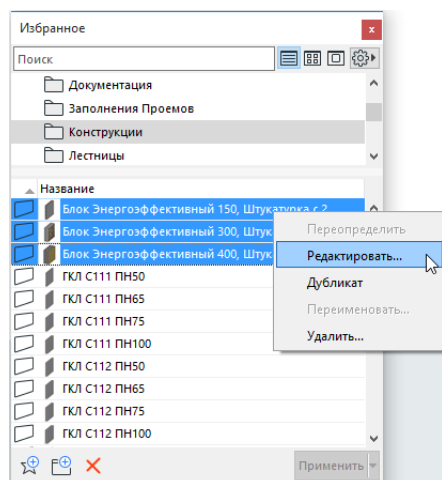 Избранное
Поиск
Документация
Заполнения Проемов
Конструкции
Лестницы
Название
Блок Энергоэффективный 150, Штукатурка с 2
Блок Энергоэффективный 300, Штук
Блок Энергоэффективный 400, Штук
ГКЛ С111 ПН50
ГКЛ С111 ПН65
ГКЛ С111 ПН75
ГКЛ С111 ПН100
ГКЛ С112 ПН50
ГКЛ С112 ПН65
ГКЛ С112 ПН75
ГКЛ С112 ПН100
Переопределить
Редактировать...
Дубликат
Переименовать...
Удалить...
Применить